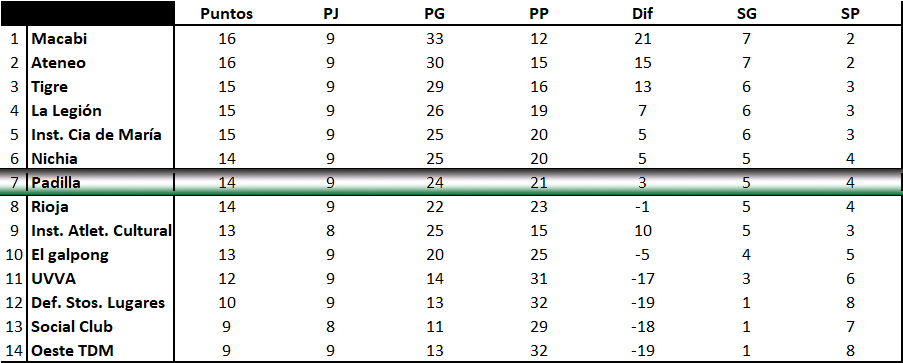 Puntos PJ PG PP Dif SG SP
1 Macabi 16 9 33 12 21 7 2
2 Ateneo 16 9 30 15 15 7 2
3 Tigre 15 9 29 16 13 6 3
4 La Legión 15 9 26 19 7 6 3
5 Inst. Cia de María 15 9 25 20 5 6 3
6 Nichia 14 9 25 20 5 5 4
7 Padilla 14 9 24 21 3 5 4
8 Rioja 14 9 22 23 -1 5 4
9 Inst. Atlet. Cultural 13 8 25 15 10 5 3
10 El galpong 13 9 20 25 -5 4 5
11 UVVA 12 9 14 31 -17 3 6
12 Def. Stos. Lugares 10 9 13 32 -19 1 8
13 Social Club 9 8 11 29 -18 1 7
14 Oeste TDM 9 9 13 32 -19 1 8